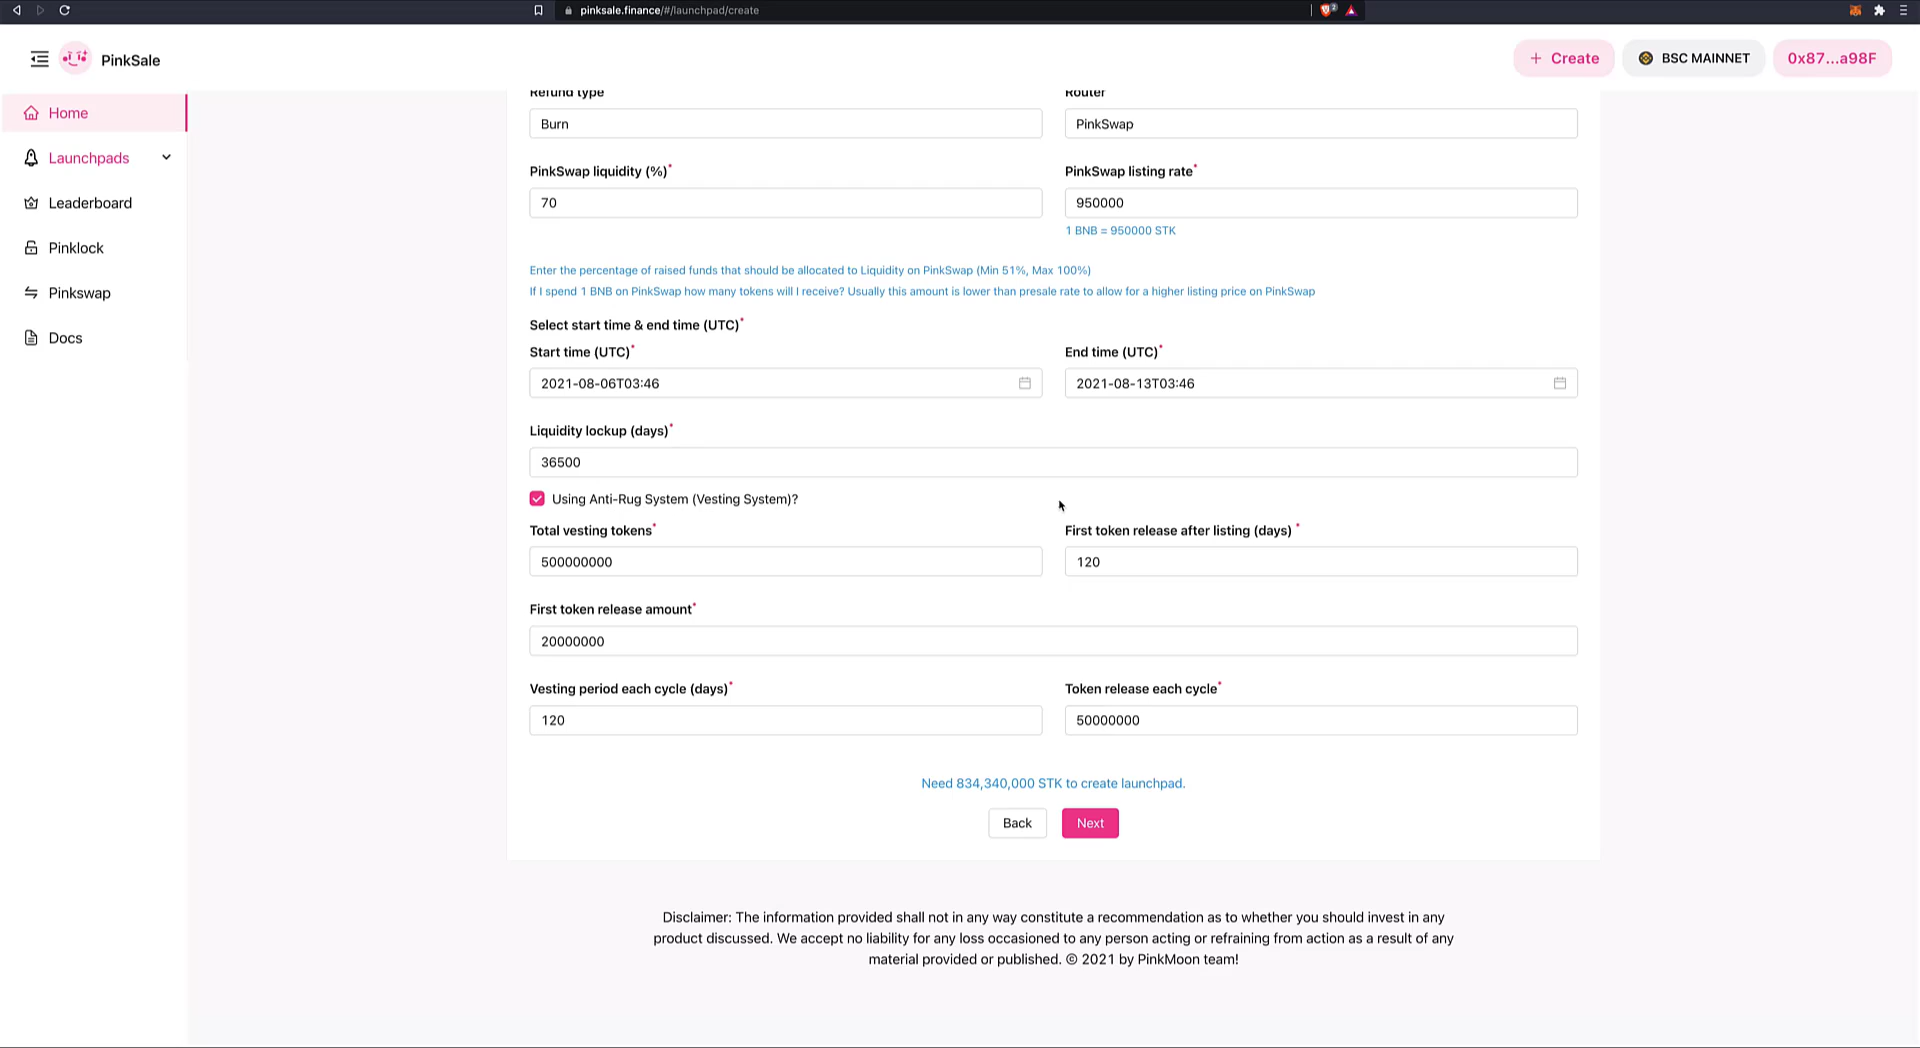 pinksale.finance/#/launchpad/create
2
PinkSale
+ Create
BSC MAINNET
0x87...a98F
Home
Launchpads
Leaderboard
Pinklock
Pinkswap
Docs
Refund type
Router
Burn
PinkSwap
PinkSwap liquidity (%)*
PinkSwap listing rate*
70
950000
1 BNB = 950000 STK
Enter the percentage of raised funds that should be allocated to Liquidity on PinkSwap (Min 51%, Max 100%)
If I spend 1 BNB on PinkSwap how many tokens will I receive? Usually this amount is lower than presale rate to allow for a higher listing price on PinkSwap
Select start time & end time (UTC)*
Start time (UTC)*
End time (UTC)*
2021-08-06T03:46
2021-08-13T03:46
Liquidity lockup (days)*
36500
Using Anti-Rug System (Vesting System)?
Total vesting tokens*
First token release after listing (days) *
500000000
120
First token release amount*
20000000
Vesting period each cycle (days)*
Token release each cycle*
120
50000000
Need 834,340,000 STK to create launchpad.
Back
Next
Disclaimer: The information provided shall not in any way constitute a recommendation as to whether you should invest in any
product discussed. We accept no liability for any loss occasioned to any person acting or refraining from action as a result of any
material provided or published. © 2021 by PinkMoon team!